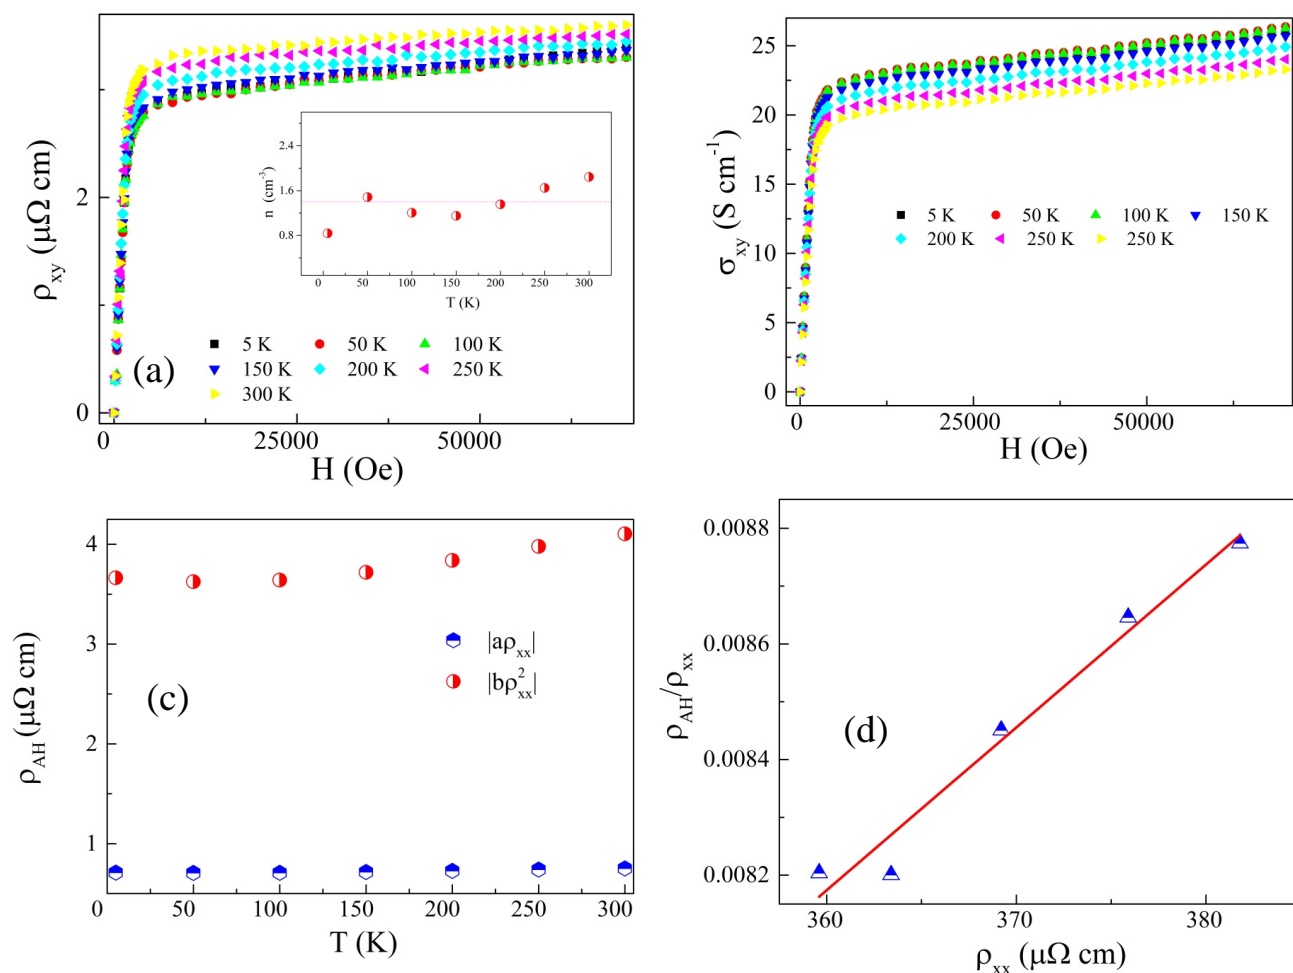 (a)
ρxy (μΩ cm)
2
0
n (cm-3)
2.4
1.6
0.8
0 50 100 150 200 250 300
T (K)
5 K 50 K 100 K
150 K 200 K 250 K
300 K
0 25000 50000
H (Oe)
σxy (S cm-1)
25
20
15
10
5
0
5 K 50 K 100 K 150 K
200 K 250 K 250 K
0 25000 50000
H (Oe)
(c)
ρAH (μΩ cm)
4
3
2
1
|aρxx|
|bρ2xx|
0 50 100 150 200 250 300
T (K)
(d)
ρAH/ρxx
0.0088
0.0086
0.0084
0.0082
360 370 380
ρxx (μΩ cm)